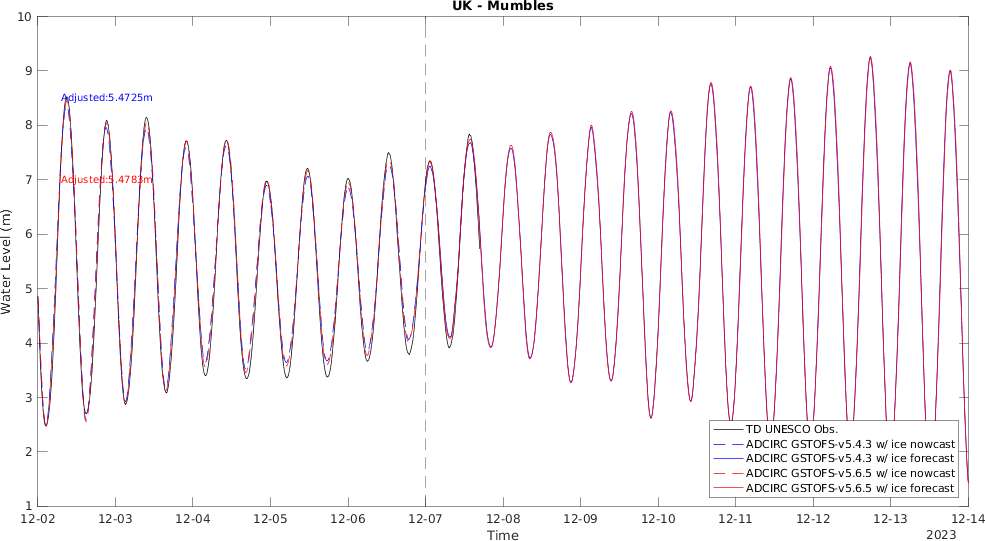 UK - Mumbles
10
9
8
7
6
5
4
3
2
1
Water Level (m)
Adjusted:5.4725m
Adjusted:5.4783m
TD UNESCO Obs.
ADCIRC GSTOFS-v5.4.3 w/ ice nowcast
ADCIRC GSTOFS-v5.4.3 w/ ice forecast
ADCIRC GSTOFS-v5.6.5 w/ ice nowcast
ADCIRC GSTOFS-v5.6.5 w/ ice forecast
12-02 12-03 12-04 12-05 12-06 12-07 12-08 12-09 12-10 12-11 12-12 12-13 12-14
Time
2023